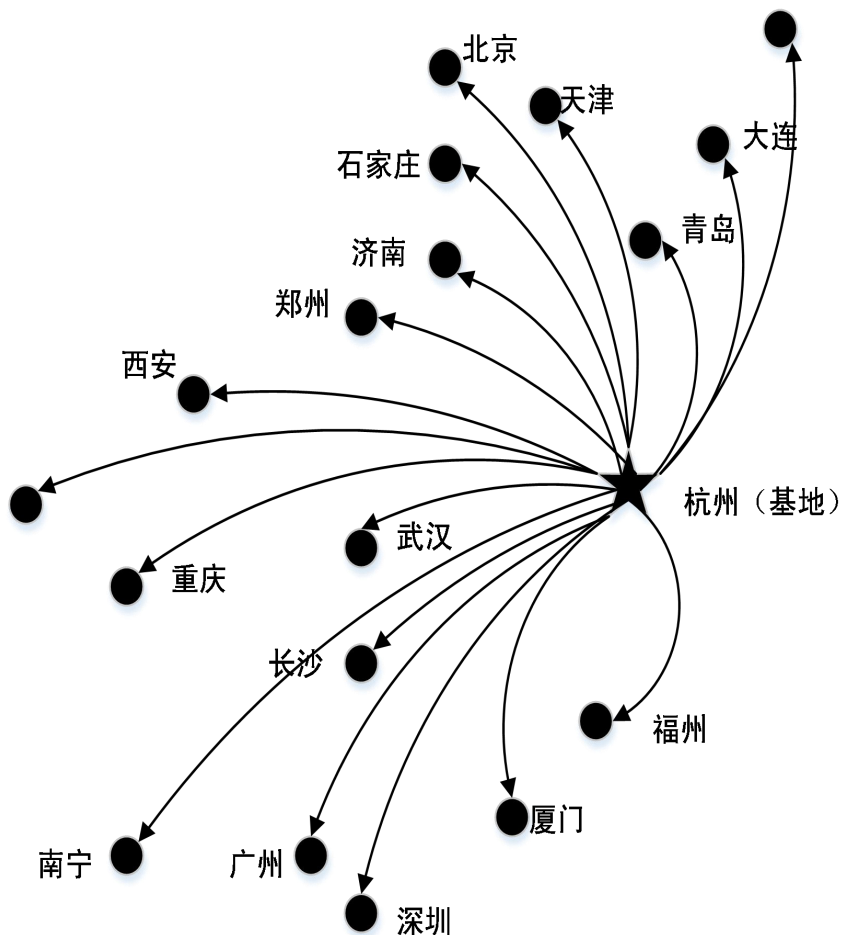 北京
天津
大连
石家庄
青岛
济南
郑州
西安
杭州（基地）
武汉
重庆
长沙
福州
厦门
南宁
广州
深圳